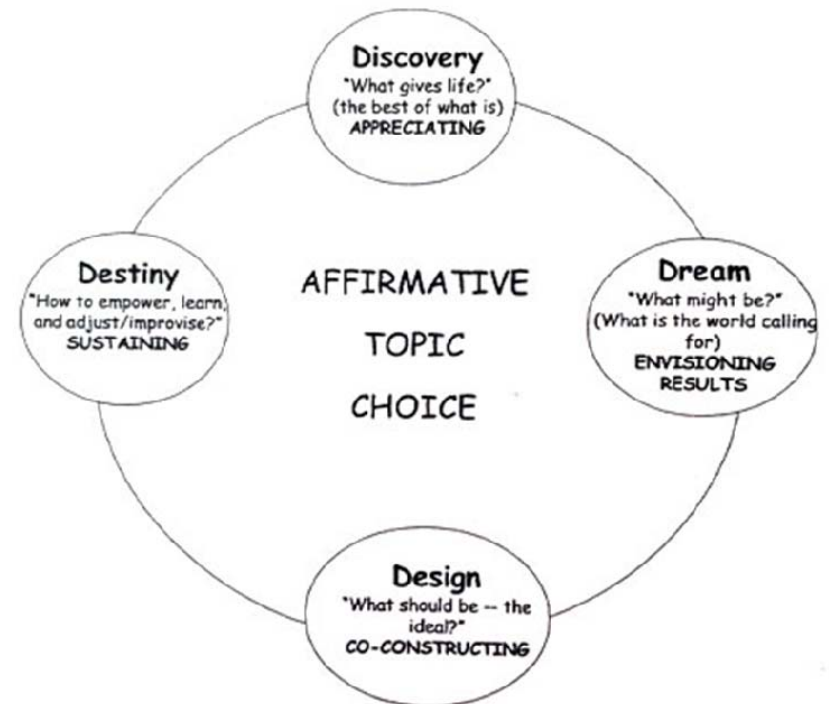 Discovery
"What gives life?"
(the best of what is)
APPRECIATING
Dream
"What might be?"
(What is the world calling
for)
ENVISIONING
RESULTS
Design
"What should be -- the
ideal?"
CO-CONSTRUCTING
Destiny
"How to empower, learn,
and adjust/improvise?"
SUSTAINING
AFFIRMATIVE
TOPIC
CHOICE